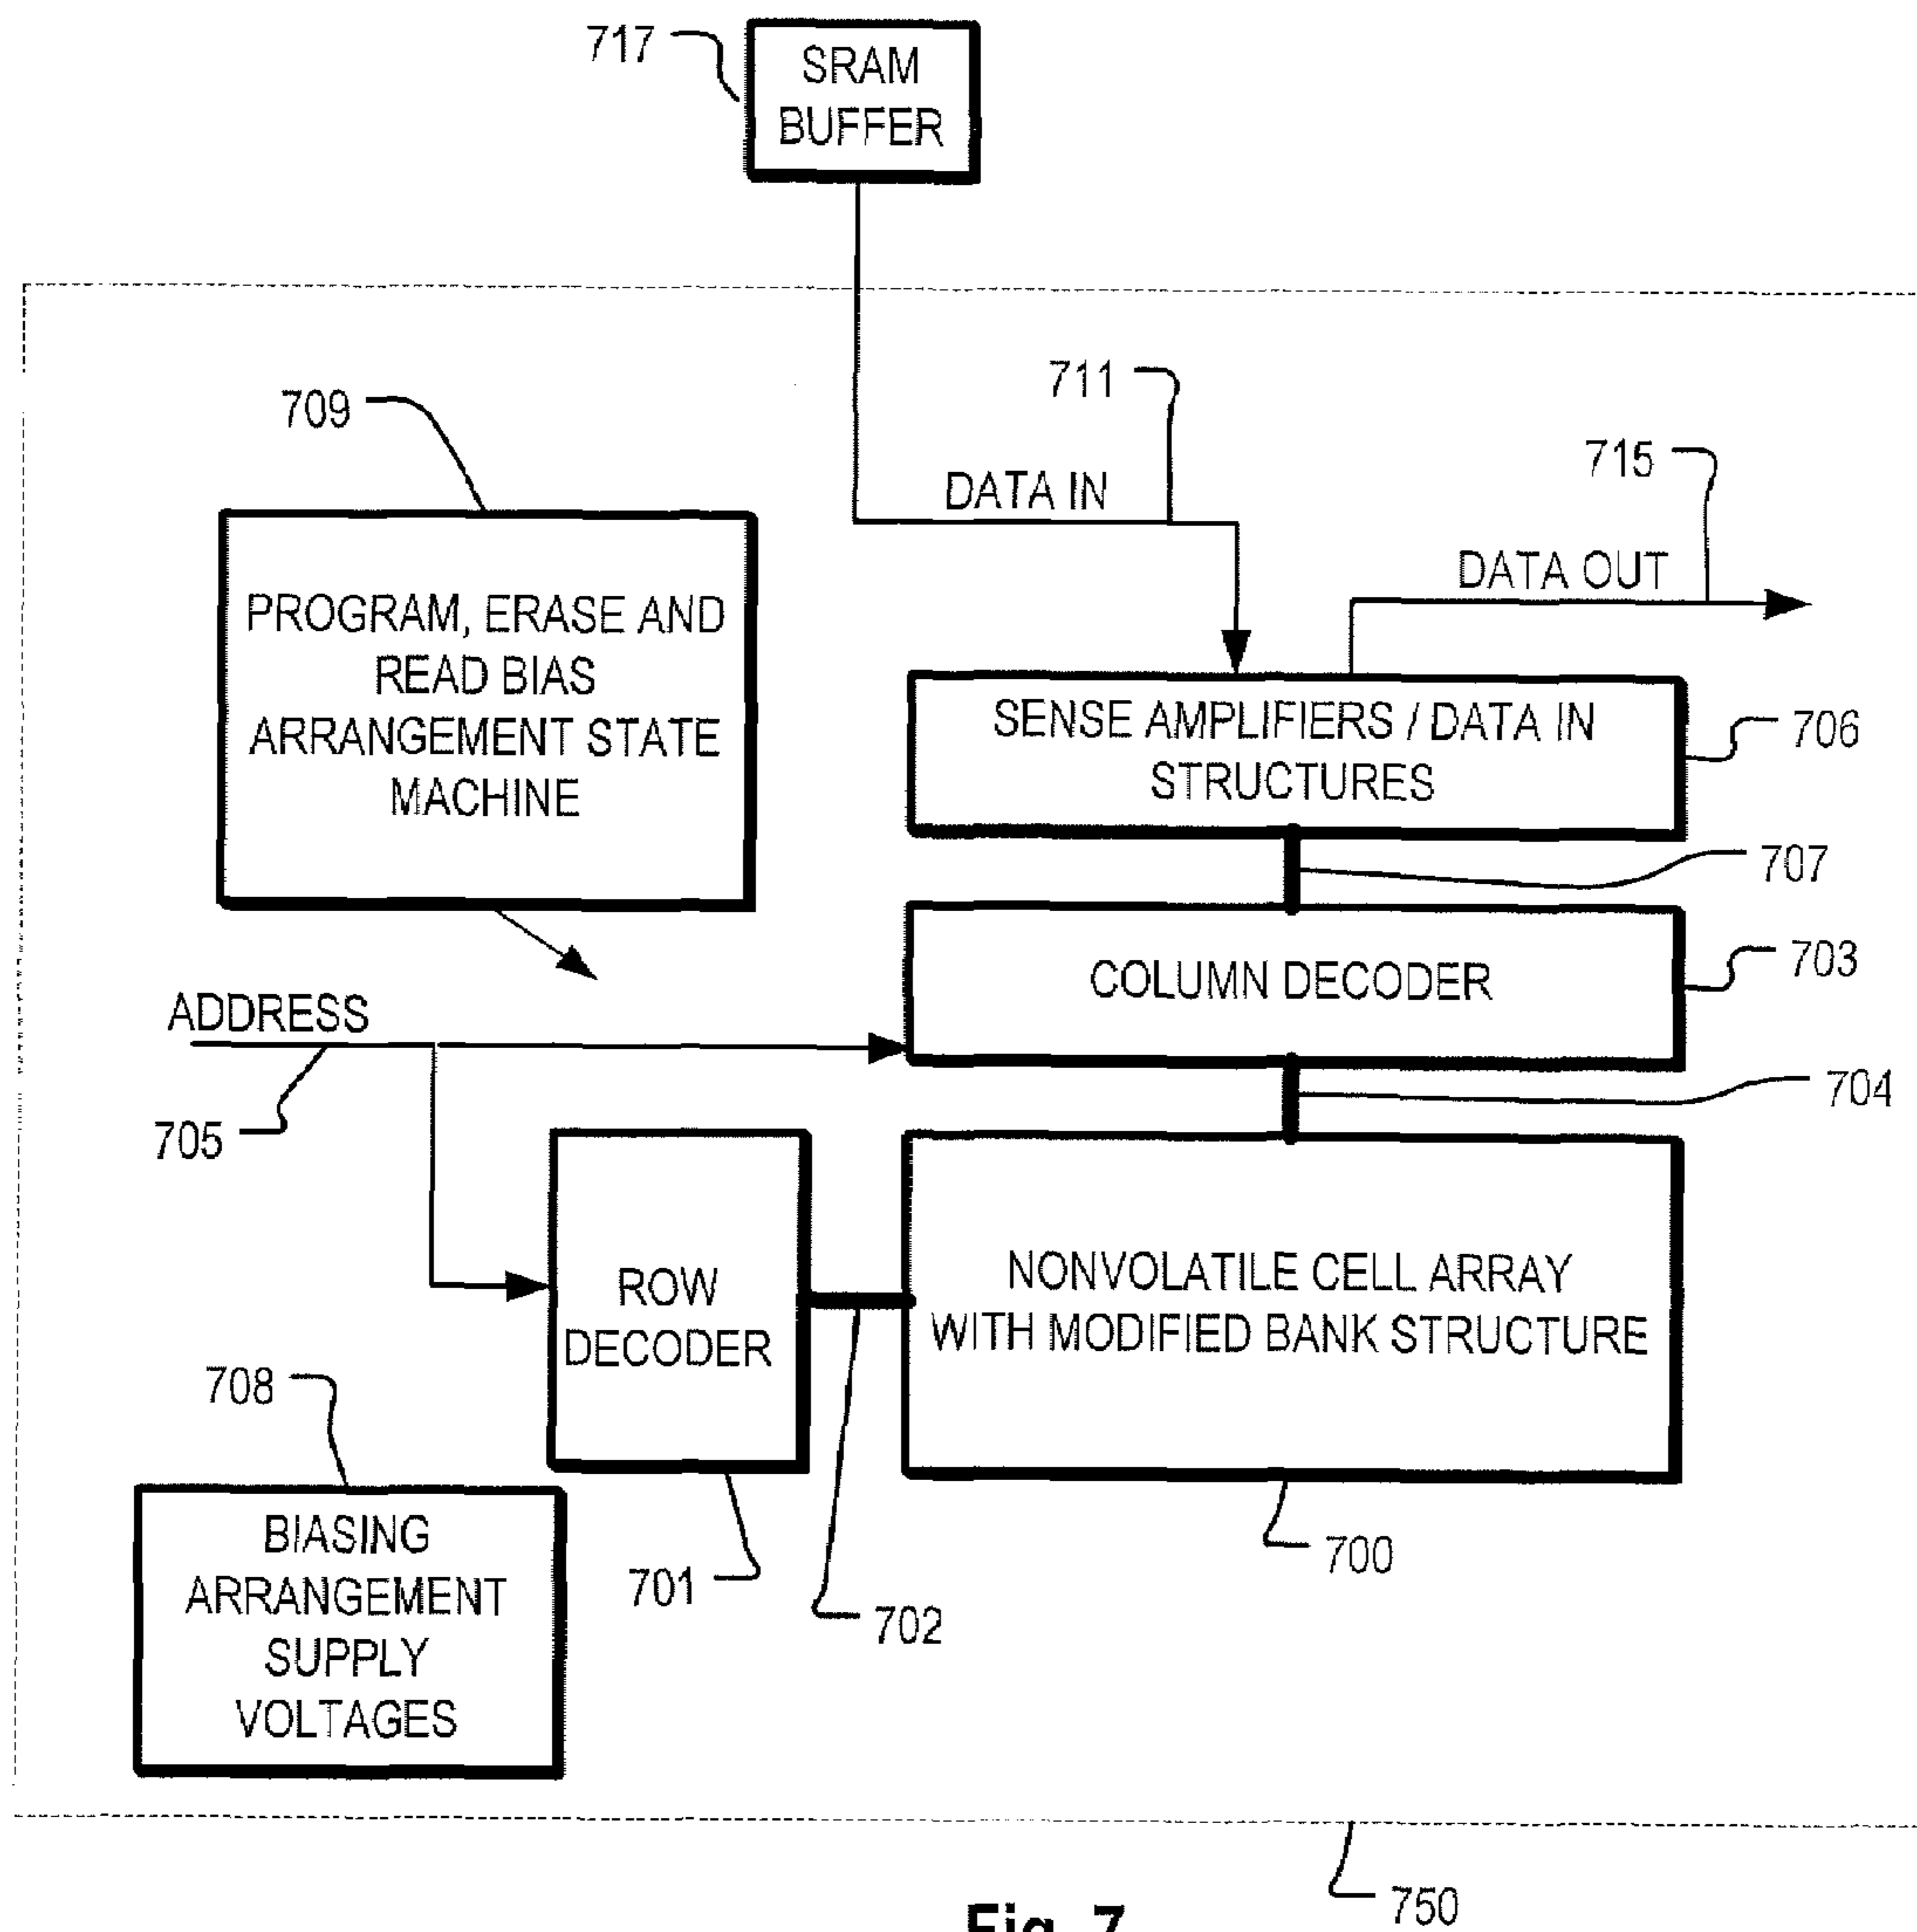 717
SRAM
BUFFER
711
709
715
DATA IN
DATA OUT
PROGRAM, ERASE AND
READ BIAS
ARRANGEMENT STATE
MACHINE
SENSE AMPLIFIERS / DATA IN
STRUCTURES
706
707
COLUMN DECODER
703
ADDRESS
704
705
ROW
DECODER
NONVOLATILE CELL ARRAY
WITH MODIFIED BANK STRUCTURE
708
BIASING
ARRANGEMENT
SUPPLY
VOLTAGES
701
702
700
750
Fig. 7